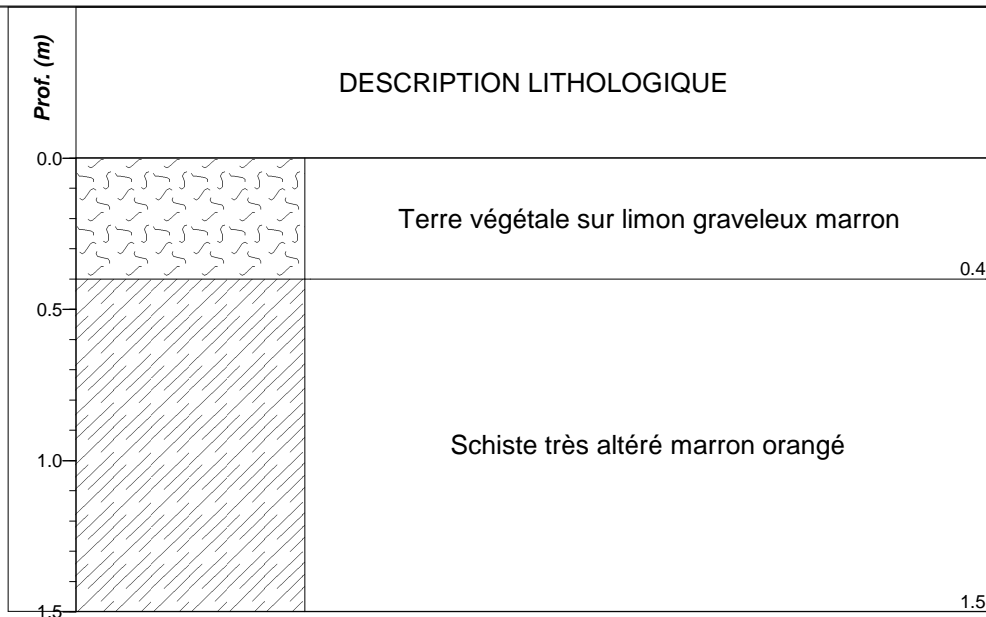 Prof. (m)
DESCRIPTION LITHOLOGIQUE
0.0
Terre végétale sur limon graveleux marron
0.4
0.5
Schiste très altéré marron orangé
1.0
1.5
1.5